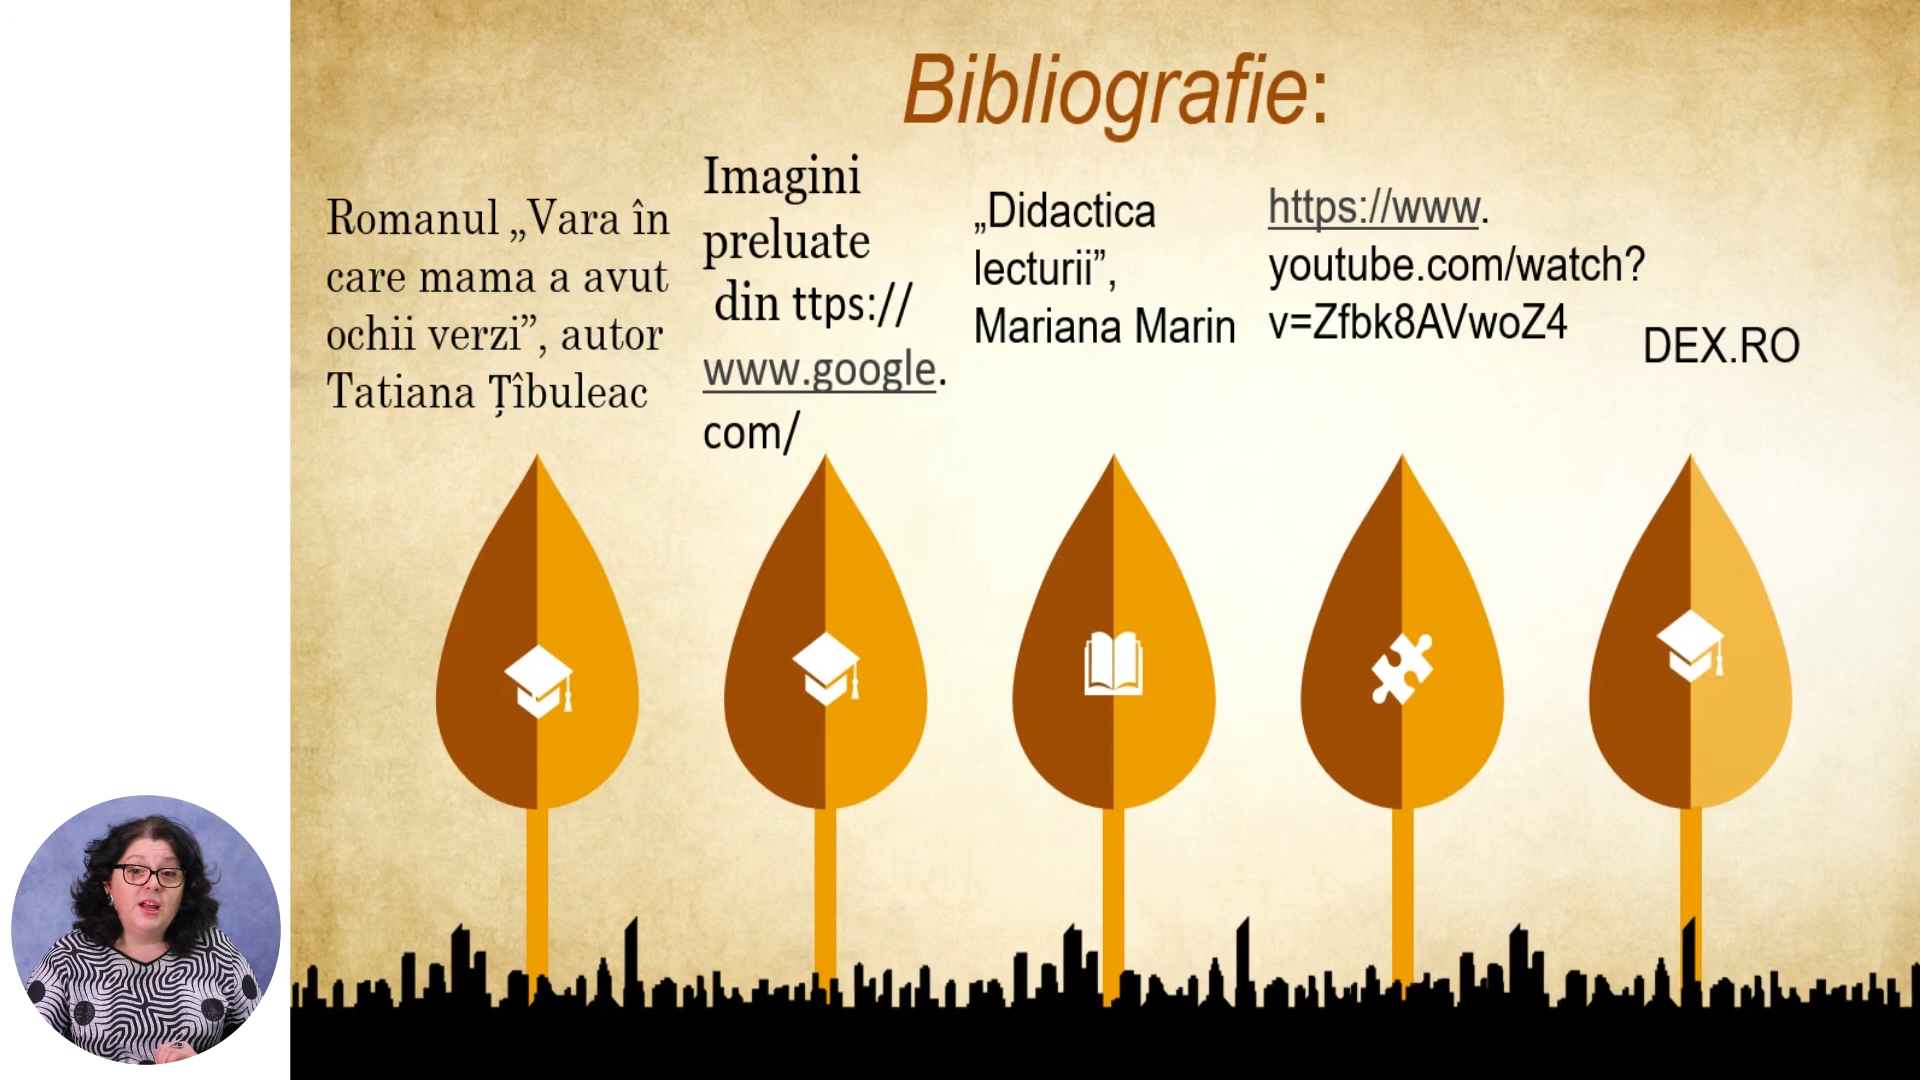 Bibliografie:
Romanul „Vara în
care mama a avut
ochii verzi”, autor
Tatiana Țîbuleac
Imagini
preluate
din ttps://
www.google.
com/
„Didactica
lecturii”,
Mariana Marin
https://www.
youtube.com/watch?
v=Zfbk8AVwoZ4
DEX.RO